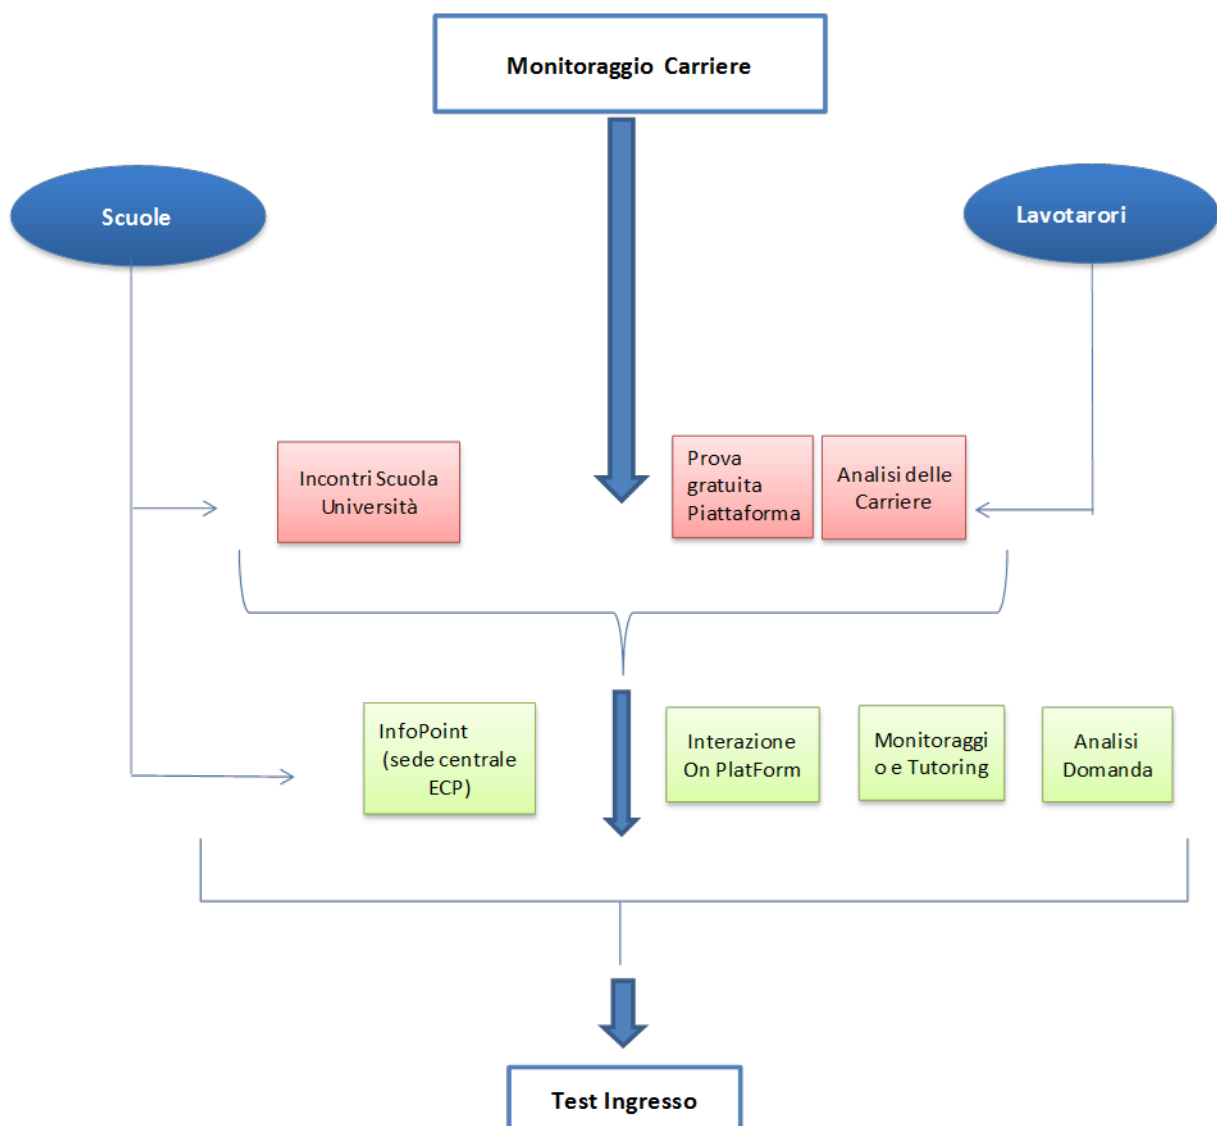 Monitoraggio Carriere
Scuole
Lavotarori
Incontri Scuola
Università
Prova
gratuita
Piattaforma
Analisi delle
Carriere
InfoPoint
(sede centrale
ECP)
Interazione
On PlatForm
Monitoraggi
o e Tutoring
Analisi
Domanda
Test Ingresso